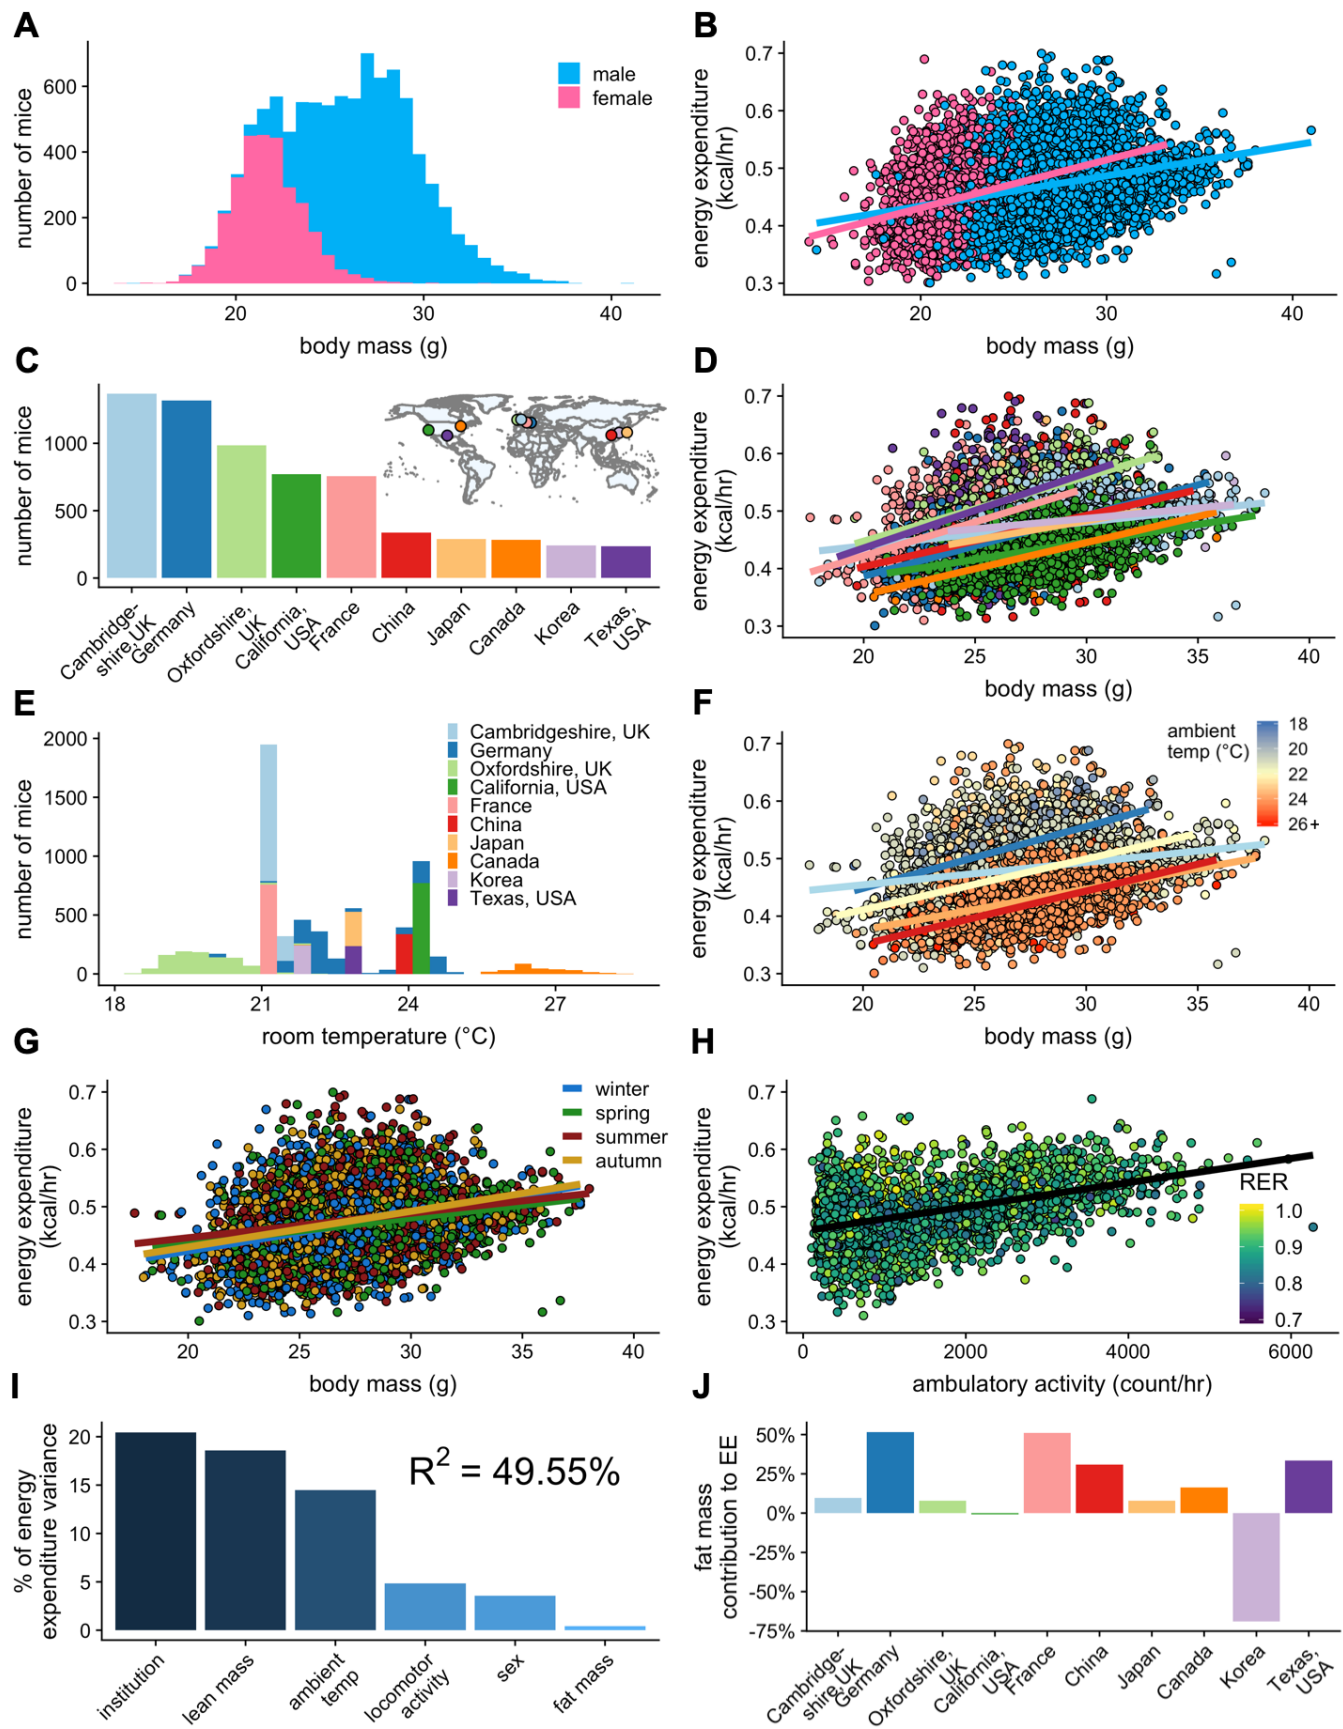 A
number of mice
600
400
200
0
20
30
40
body mass (g)
male
female
B
energy expenditure
(kcal/hr)
0.7
0.6
0.5
0.4
0.3
20
30
40
body mass (g)
C
number of mice
1000
500
0
Cambridge-
shire, UK
Germany
Oxfordshire,
UK
California,
USA
France
China
Japan
Canada
Korea
Texas,
USA
D
energy expenditure
(kcal/hr)
0.7
0.6
0.5
0.4
0.3
20
25
30
35
40
body mass (g)
E
number of mice
2000
1500
1000
500
0
18
21
24
27
room temperature (°C)
Cambridgeshire, UK
Germany
Oxfordshire, UK
California, USA
France
China
Japan
Canada
Korea
Texas, USA
F
energy expenditure
(kcal/hr)
0.7
0.6
0.5
0.4
0.3
20
25
30
35
40
body mass (g)
ambient
temp (°C)
18
20
22
24
26+
G
energy expenditure
(kcal/hr)
0.7
0.6
0.5
0.4
0.3
20
25
30
35
40
body mass (g)
winter
spring
summer
autumn
H
energy expenditure
(kcal/hr)
0.7
0.6
0.5
0.4
0.3
0
2000
4000
6000
ambulatory activity (count/hr)
RER
1.0
0.9
0.8
0.7
I
% of energy
expenditure variance
20
15
10
5
0
R² = 49.55%
institution
lean mass
ambient
temp
locomotor
activity
sex
fat mass
J
fat mass
contribution to EE
50%
25%
0%
-25%
-50%
-75%
Cambridge-
shire, UK
Germany
Oxfordshire,
UK
California,
USA
France
China
Japan
Canada
Korea
Texas,
USA